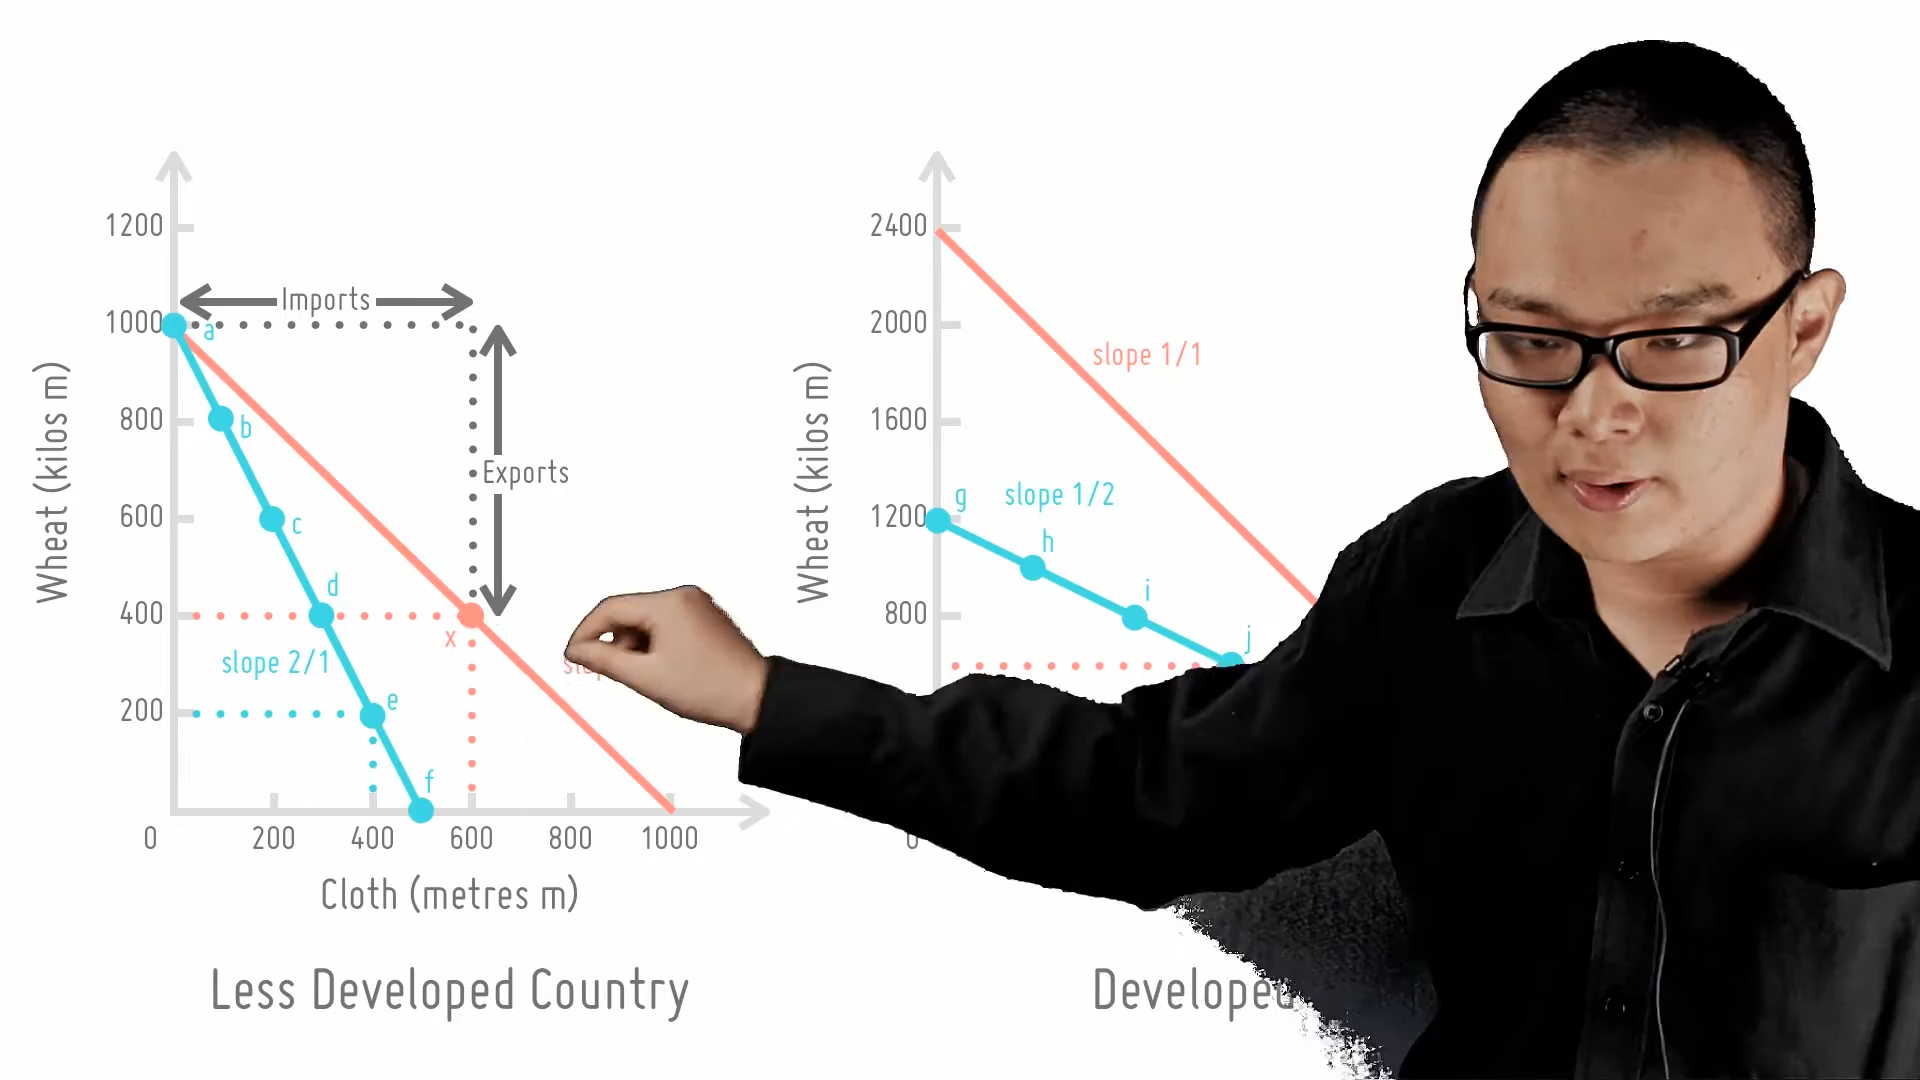 1200
1000
800
600
400
200
0
200
400
600
800
1000
Wheat (kilos m)
Cloth (metres m)
Imports
Exports
a
b
c
d
e
f
x
slope 2/1
Less Developed Country
2400
2000
1600
1200
800
Wheat (kilos m)
slope 1/1
slope 1/2
g
h
i
j